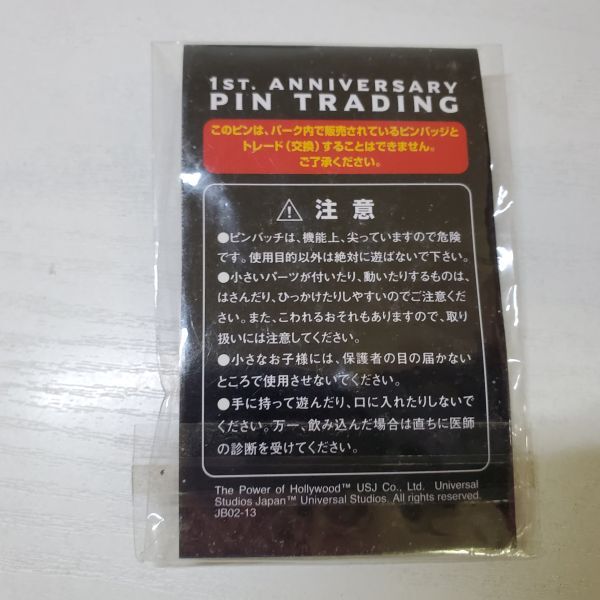 1ST. ANNIVERSARY
PIN TRADING
このピンは、パーク内で販売されているピンバッジと
トレード(交換)することはできません。
ご了承ください。
⚠ 注意
●ピンバッチは、機能上、尖っていますので危険
です。使用目的以外は絶対に遊ばないで下さい。
●小さいパーツが付いたり、動いたりするものは、
はさんだり、ひっかけたりしやすいのでご注意くだ
さい。また、こわれるおそれもありますので、取り
扱いには注意してください。
●小さなお子様には、保護者の目の届かない
ところで使用させないでください。
●手に持って遊んだり、口に入れたりしないで
ください。万一、飲み込んだ場合は直ちに医師
の診断を受けてください。
The Power of Hollywood™ USJ Co., Ltd. Universal
Studios Japan™ Universal Studios. All rights reserved.
JB02-13